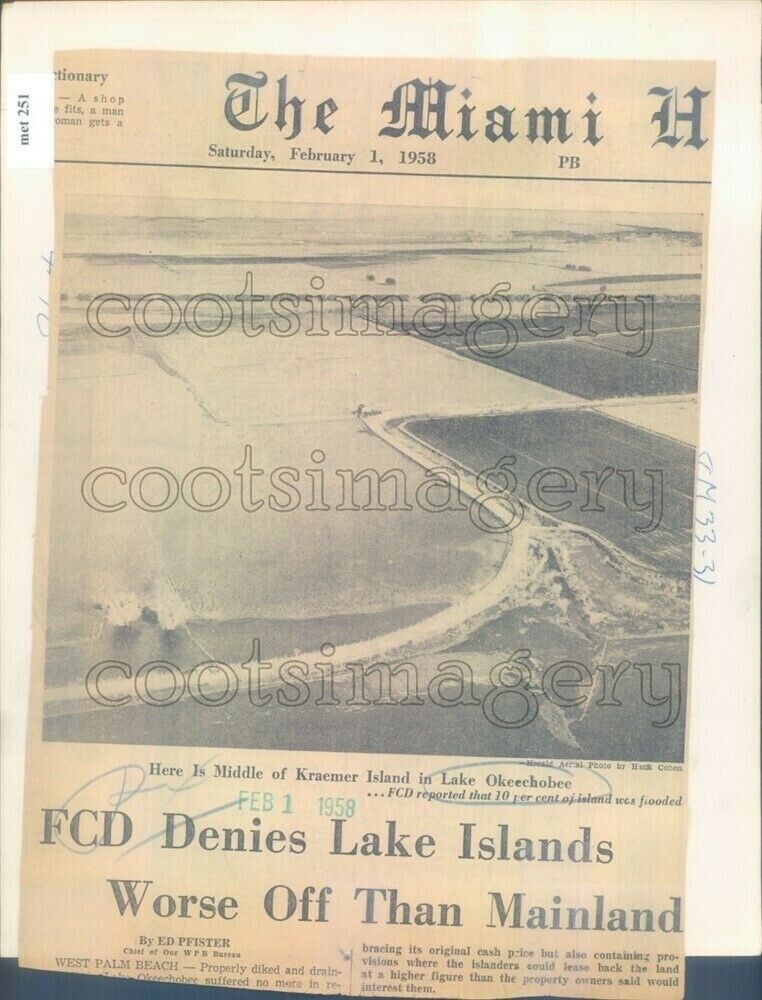 met 251
ctionary
— A shop
e fits, a man
oman gets a
The Miami H
Saturday, February 1, 1958 PB
cootsimagery
cootsimagery
cootsimagery
GM 33-31
—Herald Aerial Photo by Hank Cohen
Here Is Middle of Kraemer Island in Lake Okeechobee
...FCD reported that 10 per cent of island was flooded
FEB 1 1958
FCD Denies Lake Islands
Worse Off Than Mainland
By ED PFISTER
Chief of Our WPB Bureau
WEST PALM BEACH — Properly diked and drain-
Lake Okeechobee suffered no more in re-
bracing its original cash price but also containing pro-
visions where the islanders could lease back the land
at a higher figure than the property owners said would
interest them.